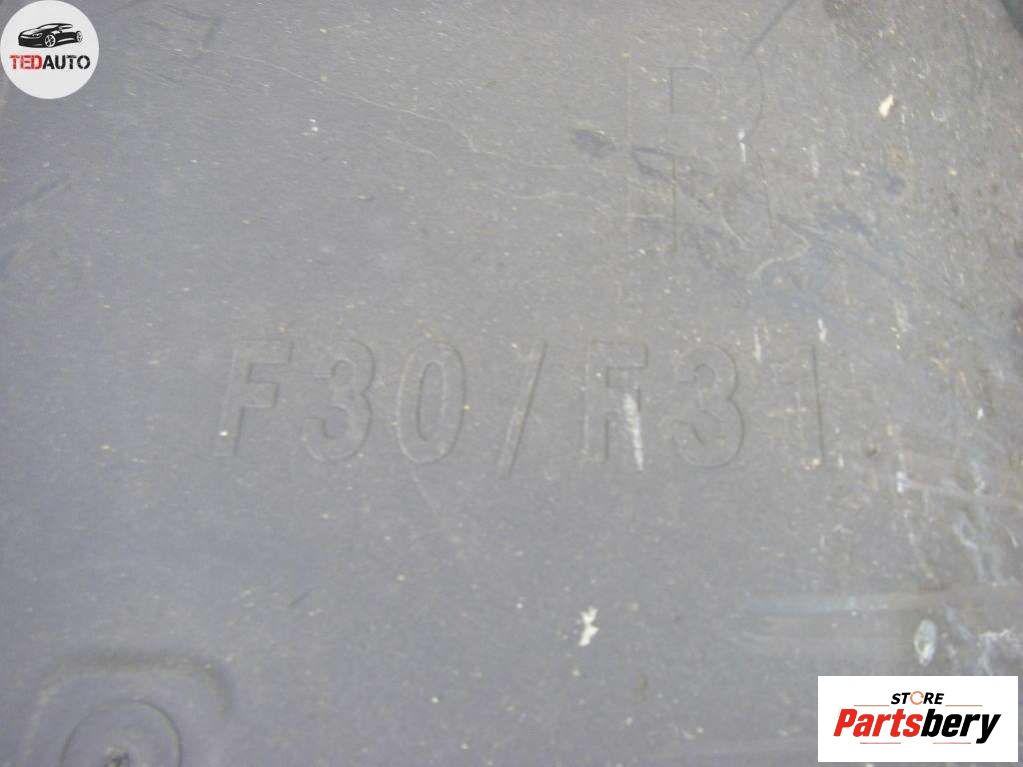 TEDAUTO
R
F30/F31
STORE
Partsbery